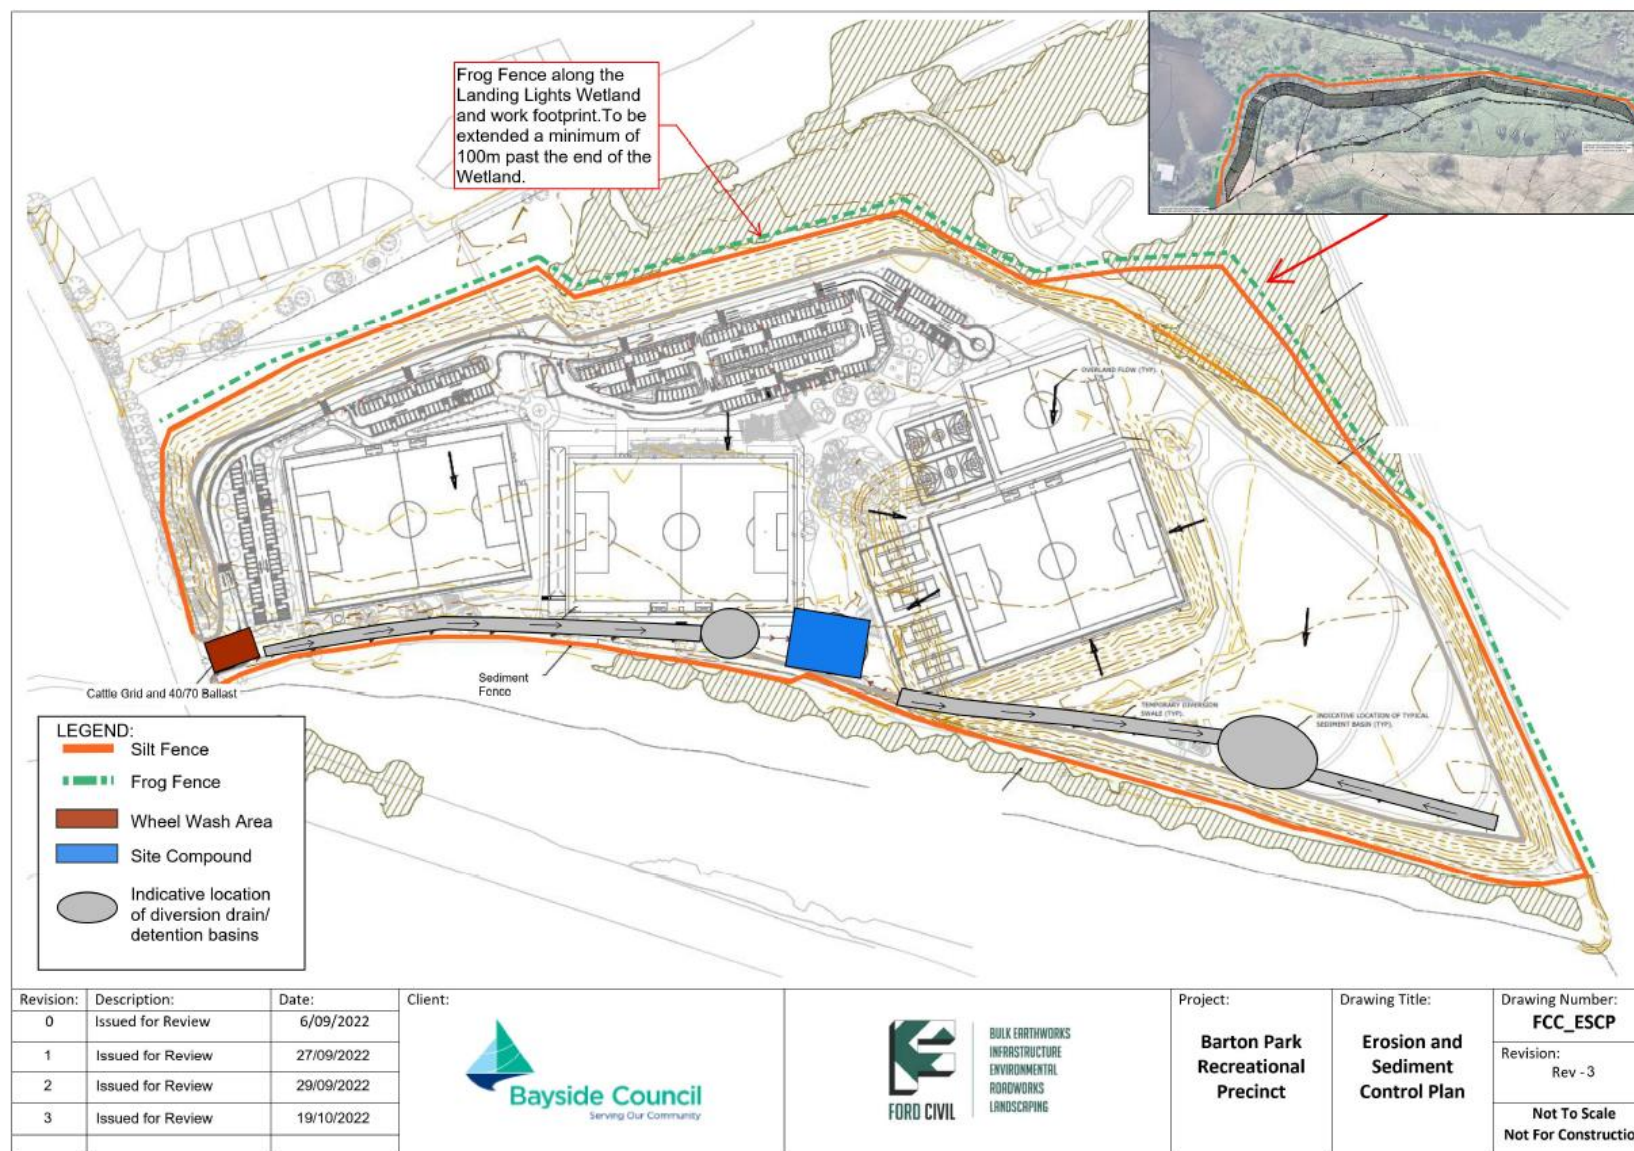 Frog Fence along the
Landing Lights Wetland
and work footprint.To be
extended a minimum of
100m past the end of the
Wetland.
OVERLAND FLOW (TYP).
Cattle Grid and 40/70 Ballast
Sediment
Fence
TEMPORARY DIVERSION
SWALE (TYP).
INDICATIVE LOCATION OF TYPICAL
SEDIMENT BASIN (TYP).
LEGEND:
Silt Fence
Frog Fence
Wheel Wash Area
Site Compound
Indicative location
of diversion drain/
detention basins
Revision: Description: Date:
0 Issued for Review 6/09/2022
1 Issued for Review 27/09/2022
2 Issued for Review 29/09/2022
3 Issued for Review 19/10/2022
Client:
Bayside Council
Serving Our Community
FORD CIVIL
BULK EARTHWORKS
INFRASTRUCTURE
ENVIRONMENTAL
ROADWORKS
LANDSCAPING
Project:
Barton Park
Recreational
Precinct
Drawing Title:
Erosion and
Sediment
Control Plan
Drawing Number:
FCC_ESCP
Revision:
Rev - 3
Not To Scale
Not For Constructio